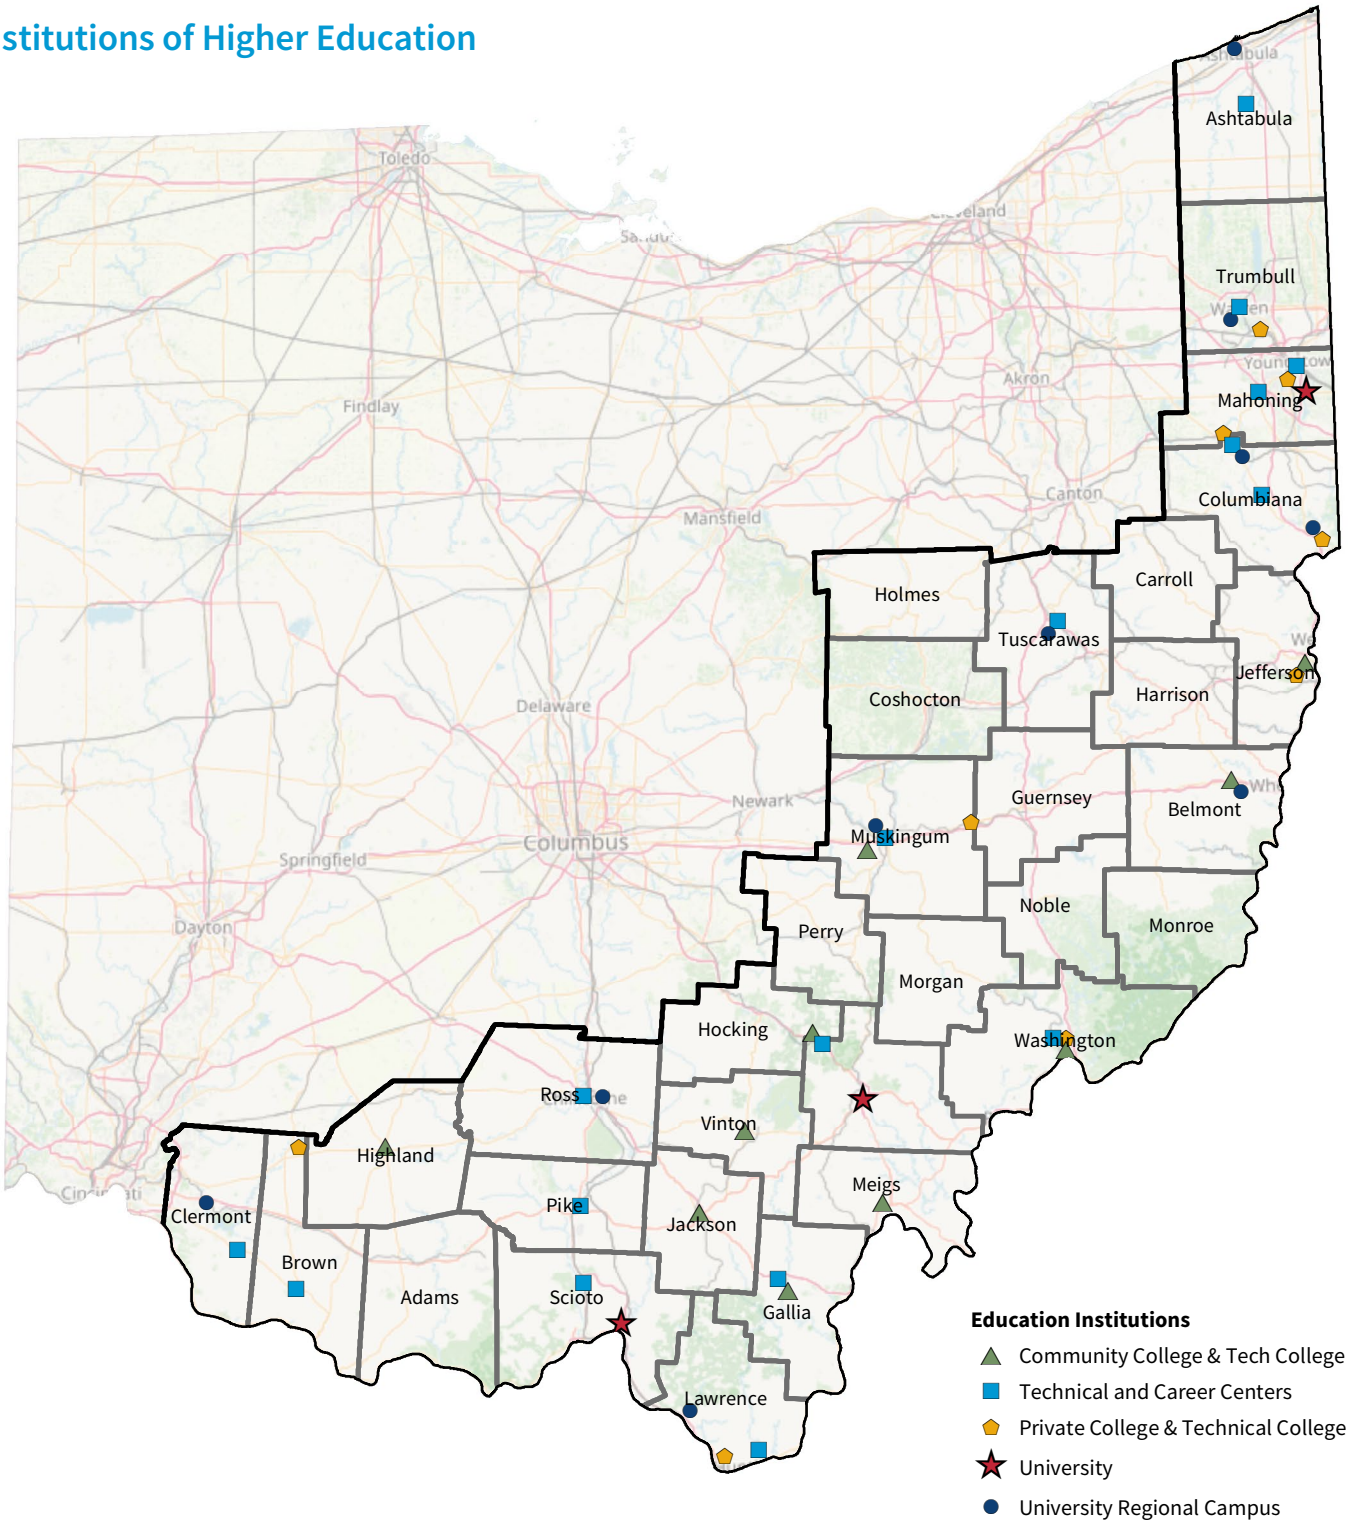 stitutions of Higher Education
Ashtabula
Ashtabula
Toledo
Cleveland
Trumbull
Akron
Mahoning
Findlay
Canton
Columbiana
Mansfield
Carroll
Holmes
Tuscarawas
Jefferson
Harrison
Coshocton
Delaware
Guernsey
Newark
Belmont
Muskingum
Columbus
Springfield
Noble
Monroe
Dayton
Perry
Morgan
Hocking
Washington
Ross
Vinton
Highland
Meigs
Cincinnati
Clermont
Pike
Jackson
Brown
Adams
Scioto
Gallia
Lawrence
Education Institutions
Community College & Tech College
Technical and Career Centers
Private College & Technical College
University
University Regional Campus